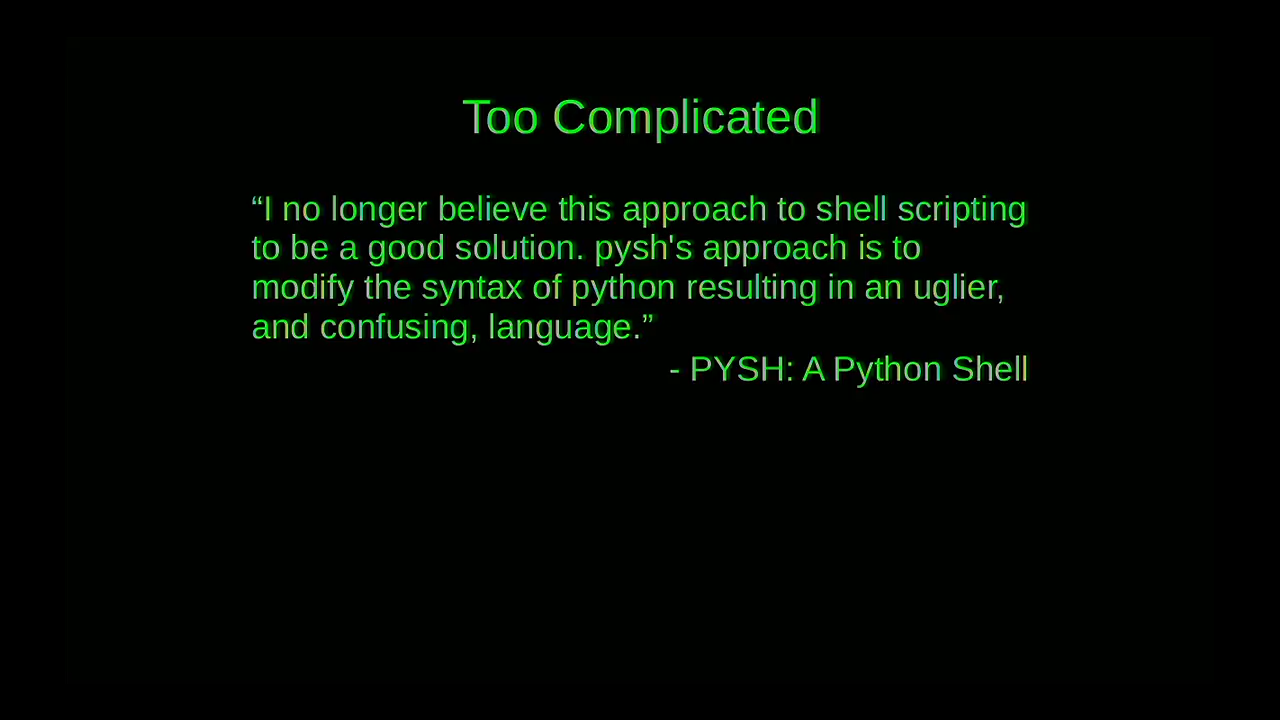 Too Complicated
“I no longer believe this approach to shell scripting
to be a good solution. pysh's approach is to
modify the syntax of python resulting in an uglier,
and confusing, language.”
- PYSH: A Python Shell